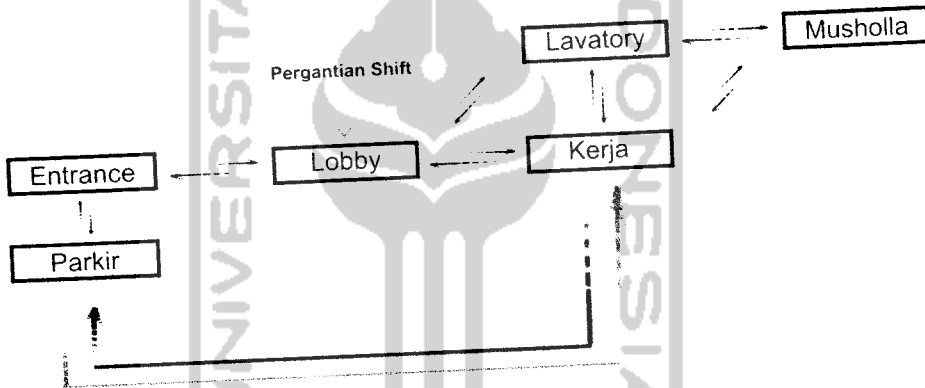 Lavatory
Musholla
Pergantian Shift
Entrance
Lobby
Kerja
Parkir